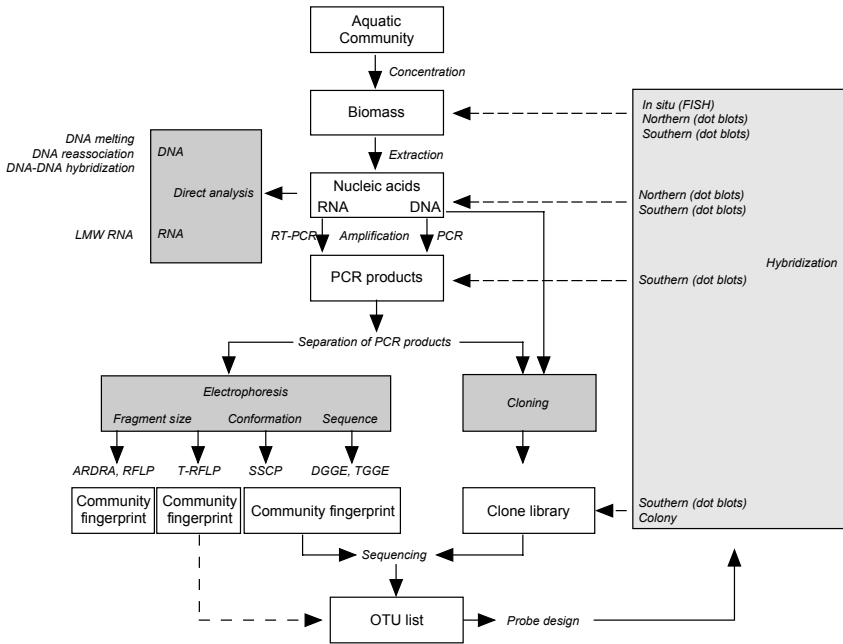 Aquatic
Community
Concentration
Biomass
In situ (FISH)
Northern (dot blots)
Southern (dot blots)
DNA melting
DNA reassociation
DNA-DNA hybridization
DNA
Direct analysis
LMW RNA
RNA
Extraction
Nucleic acids
RNA DNA
Northern (dot blots)
Southern (dot blots)
RT-PCR Amplification PCR
PCR products
Southern (dot blots)
Hybridization
Separation of PCR products
Electrophoresis
Fragment size Conformation Sequence
Cloning
ARDRA, RFLP T-RFLP SSCP DGGE, TGGE
Community
fingerprint
Community
fingerprint
Community fingerprint
Clone library
Southern (dot blots)
Colony
Sequencing
OTU list
Probe design